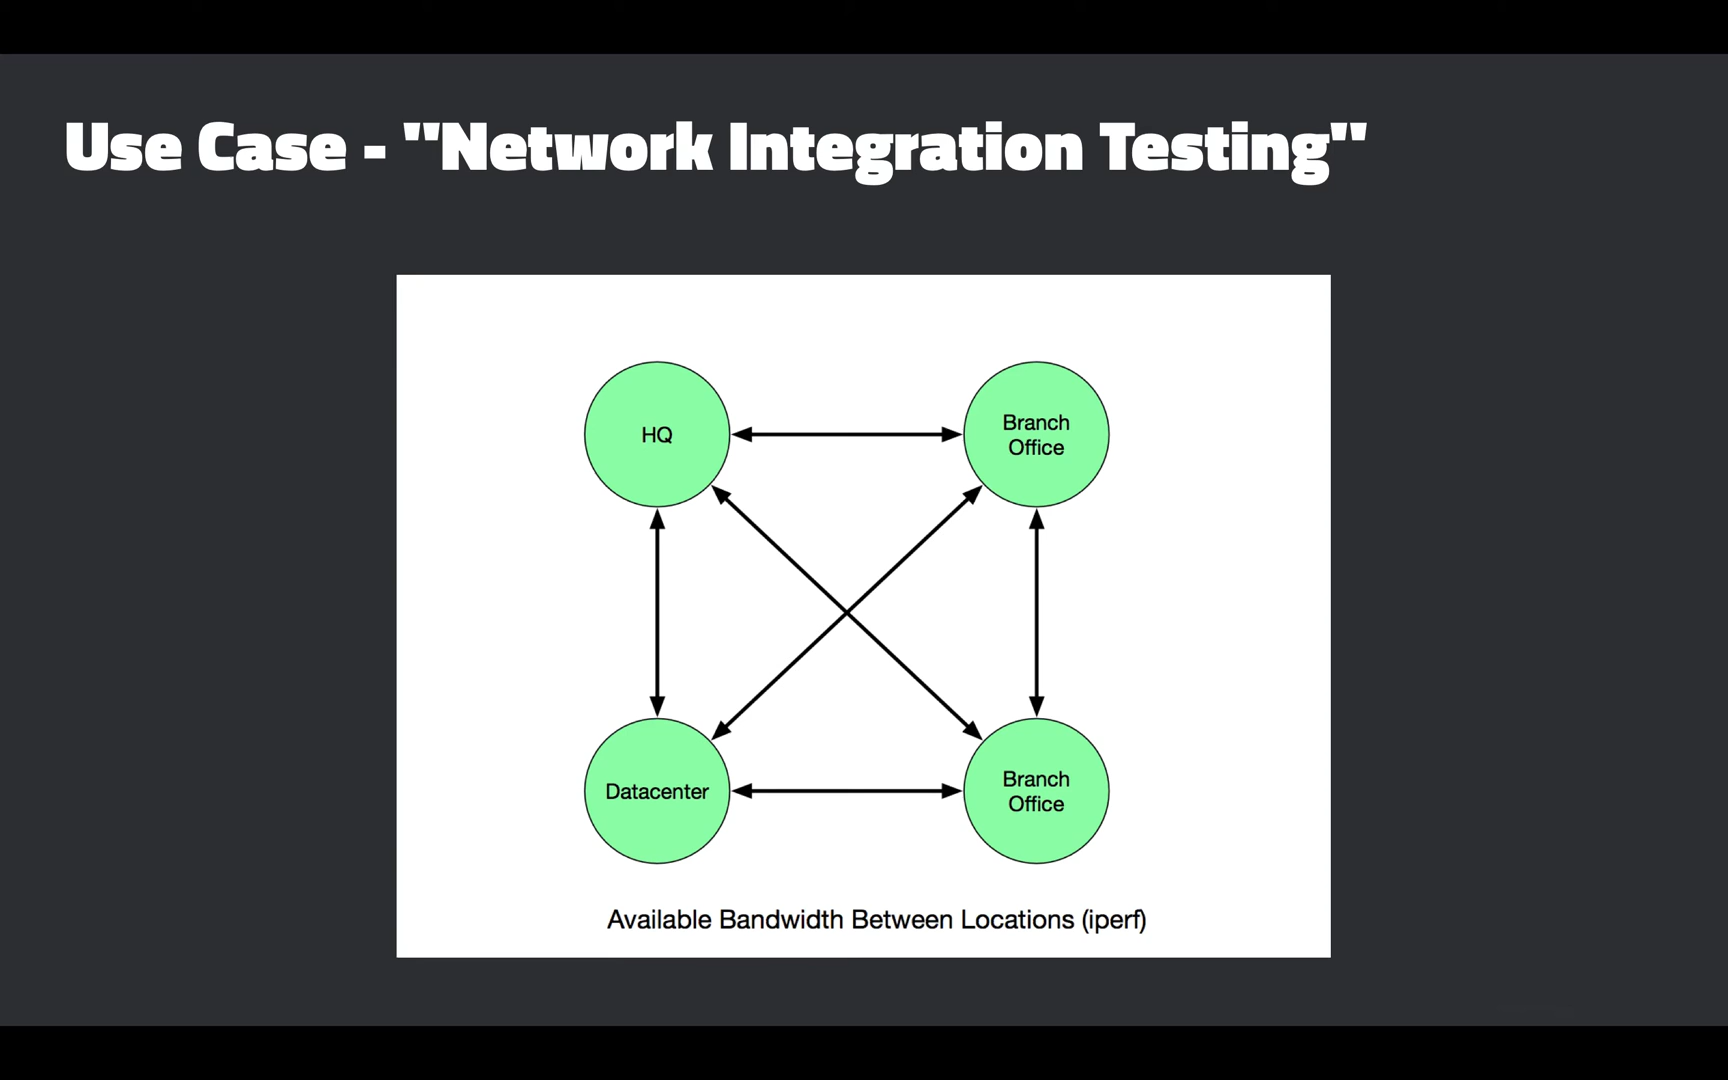 Use Case - "Network Integration Testing"
HQ
Branch
Office
Datacenter
Branch
Office
Available Bandwidth Between Locations (iperf)